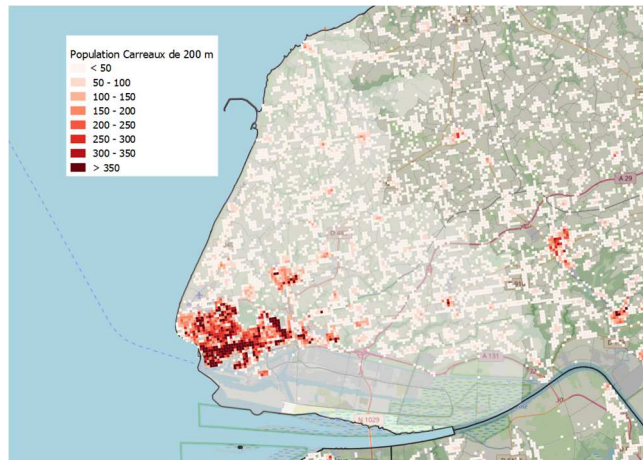 Population Carreaux de 200 m
< 50
50 - 100
100 - 150
150 - 200
200 - 250
250 - 300
300 - 350
> 350
A 29
A 131
N 1029